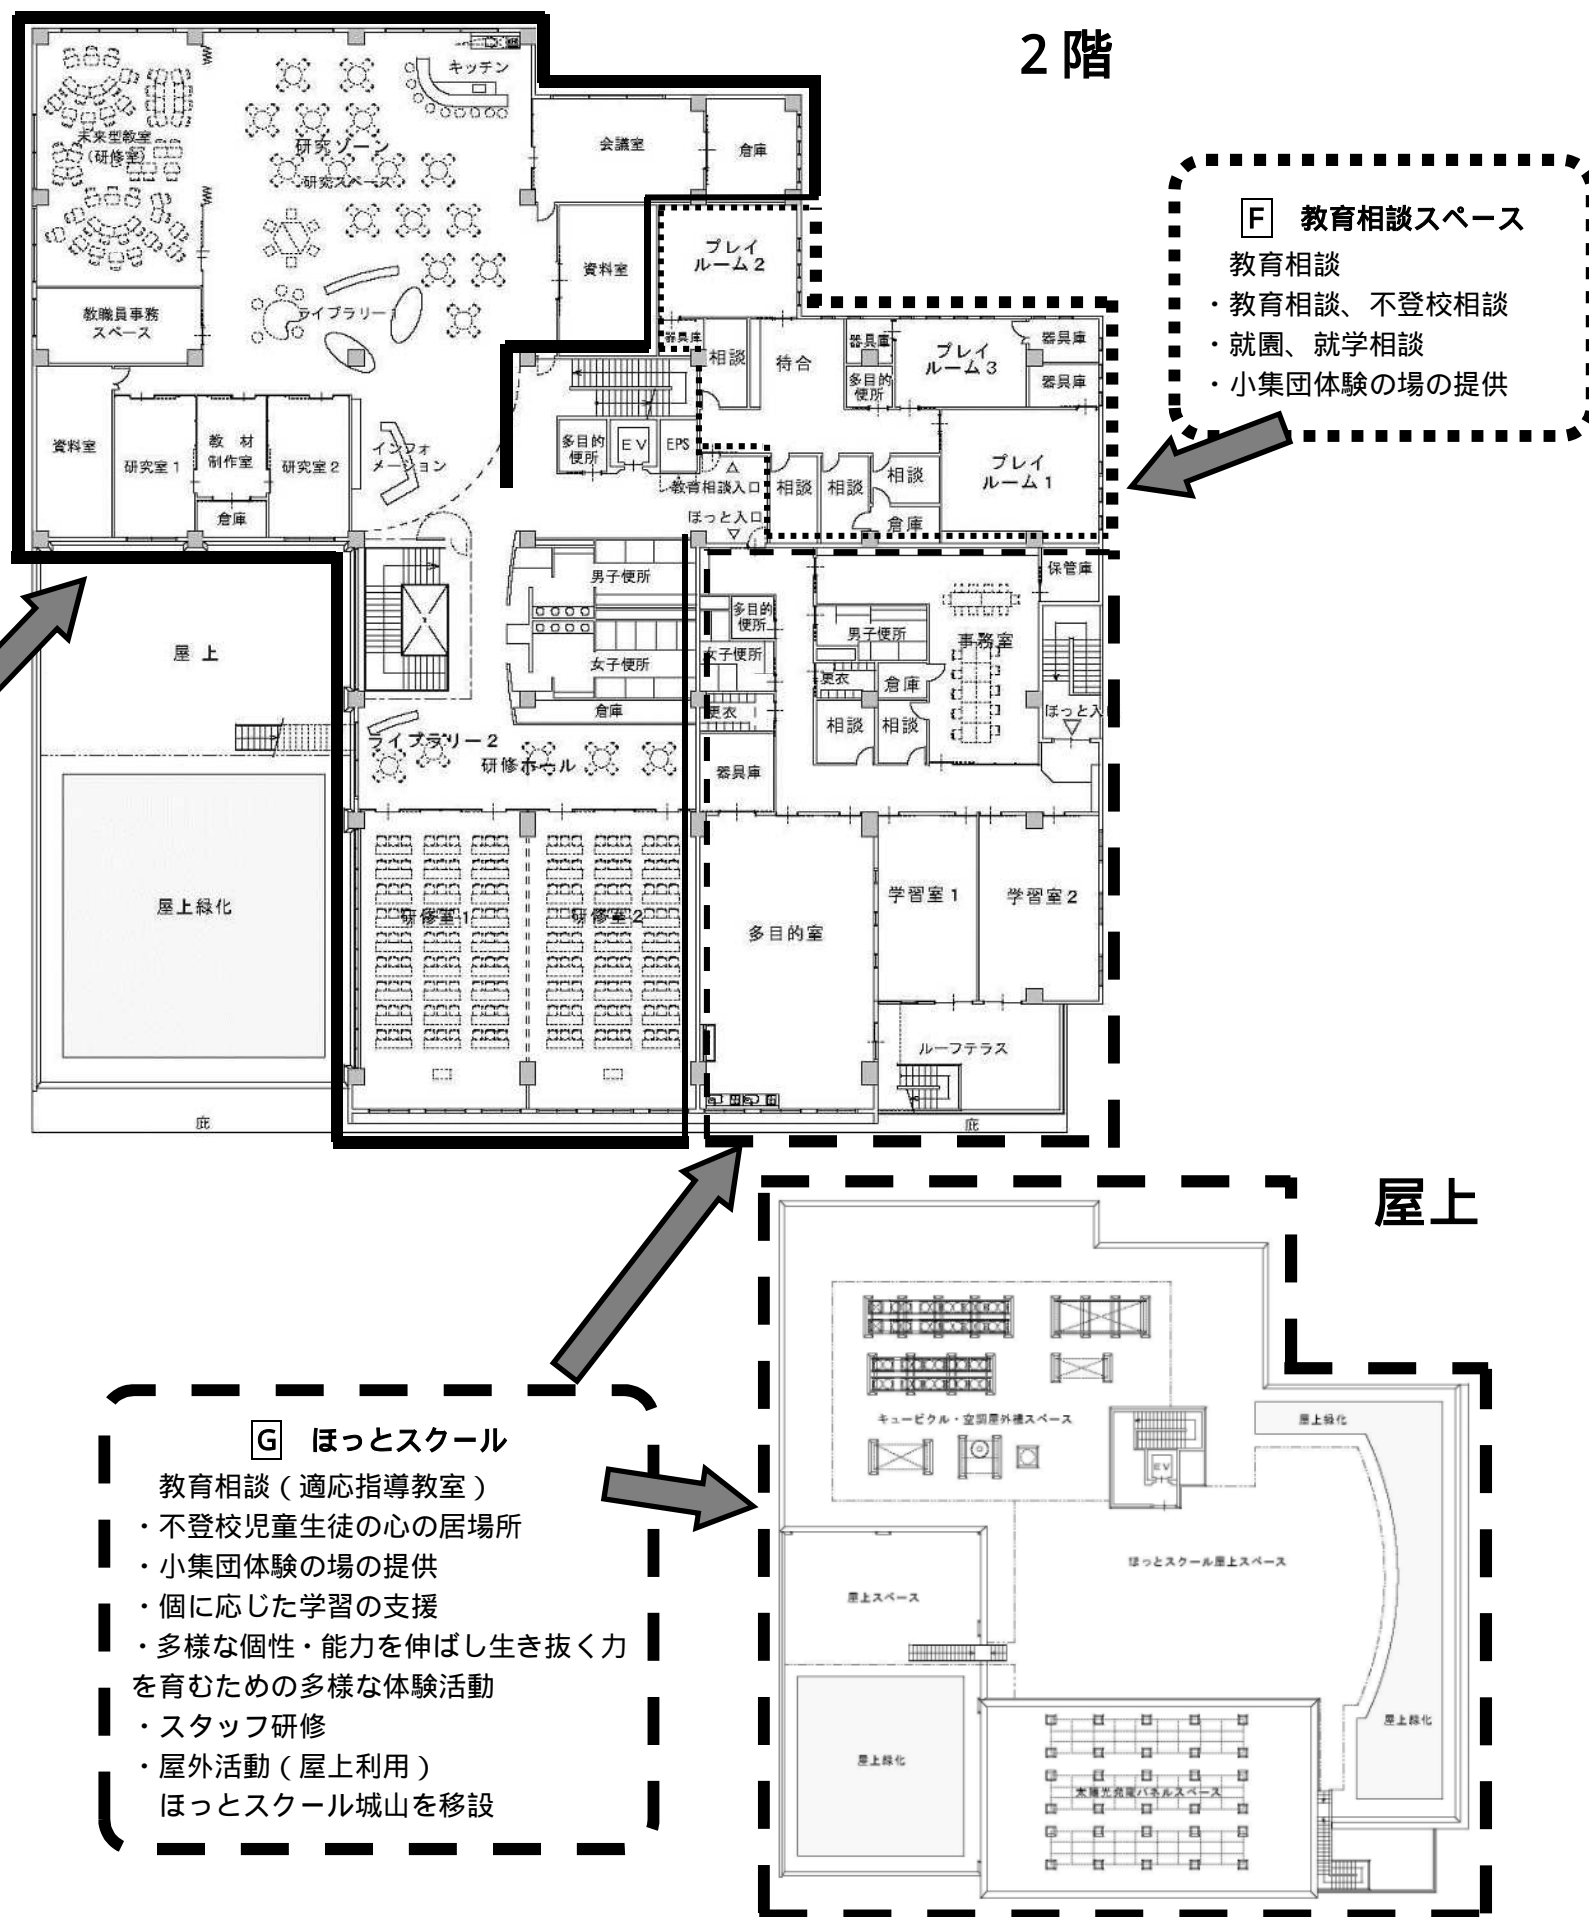 2階
キッチン
未来型教室
(研修室)
研究ゾーン
研究スペース
会議室
倉庫
教職員事務
スペース
ライブラリー1
資料室
プレイ
ルーム2
器具庫
相談
待合
器具庫
多目的
便所
プレイ
ルーム3
器具庫
器具庫
資料室
研究室1
教 材
制作室
倉庫
研究室2
インフォ
メーション
多目的
便所
EV
EPS
教育相談入口
ほっと入口
相談
相談
相談
倉庫
プレイ
ルーム1
F 教育相談スペース
教育相談
・教育相談、不登校相談
・就園、就学相談
・小集団体験の場の提供
屋 上
男子便所
女子便所
倉庫
多目的
便所
女子便所
更衣
器具庫
男子便所
更衣
倉庫
相談
相談
事務室
保管庫
ほっと入
ライブラリー2
研修ホール
屋上緑化
研修室1
研修室2
多目的室
学習室1
学習室2
ルーフテラス
庇
庇
屋上
キュービクル・空調屋外機スペース
EV
屋上緑化
ほっとスクール屋上スペース
屋上スペース
屋上緑化
屋上緑化
太陽光発電パネルスペース
G ほっとスクール
教育相談（適応指導教室）
・不登校児童生徒の心の居場所
・小集団体験の場の提供
・個に応じた学習の支援
・多様な個性・能力を伸ばし生き抜く力
を育むための多様な体験活動
・スタッフ研修
・屋外活動（屋上利用）
ほっとスクール城山を移設